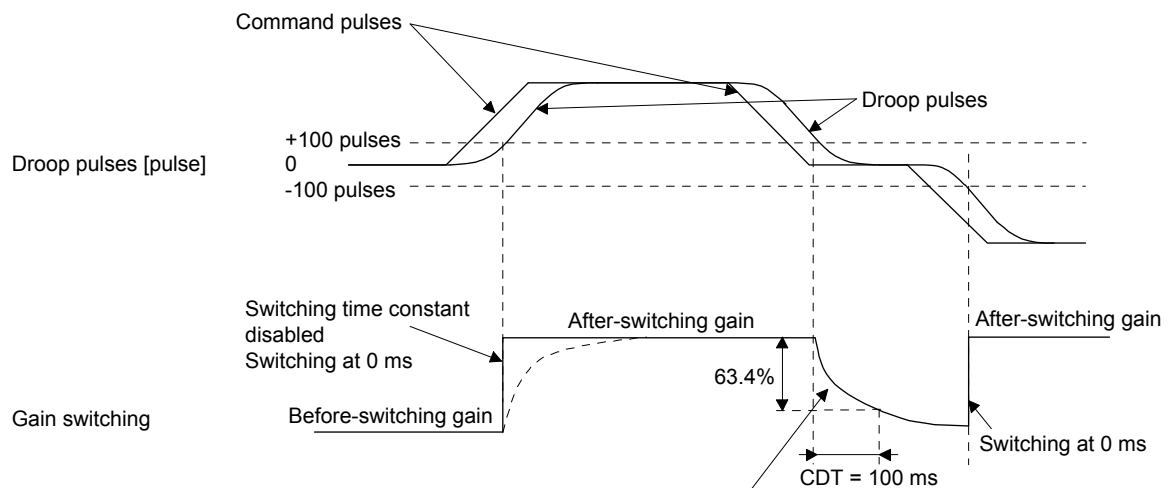 Command pulses
Droop pulses
+100 pulses
Droop pulses [pulse]
0
-100 pulses
Switching time constant
disabled
Switching at 0 ms
After-switching gain
After-switching gain
63.4%
Gain switching
Before-switching gain
Switching at 0 ms
CDT = 100 ms